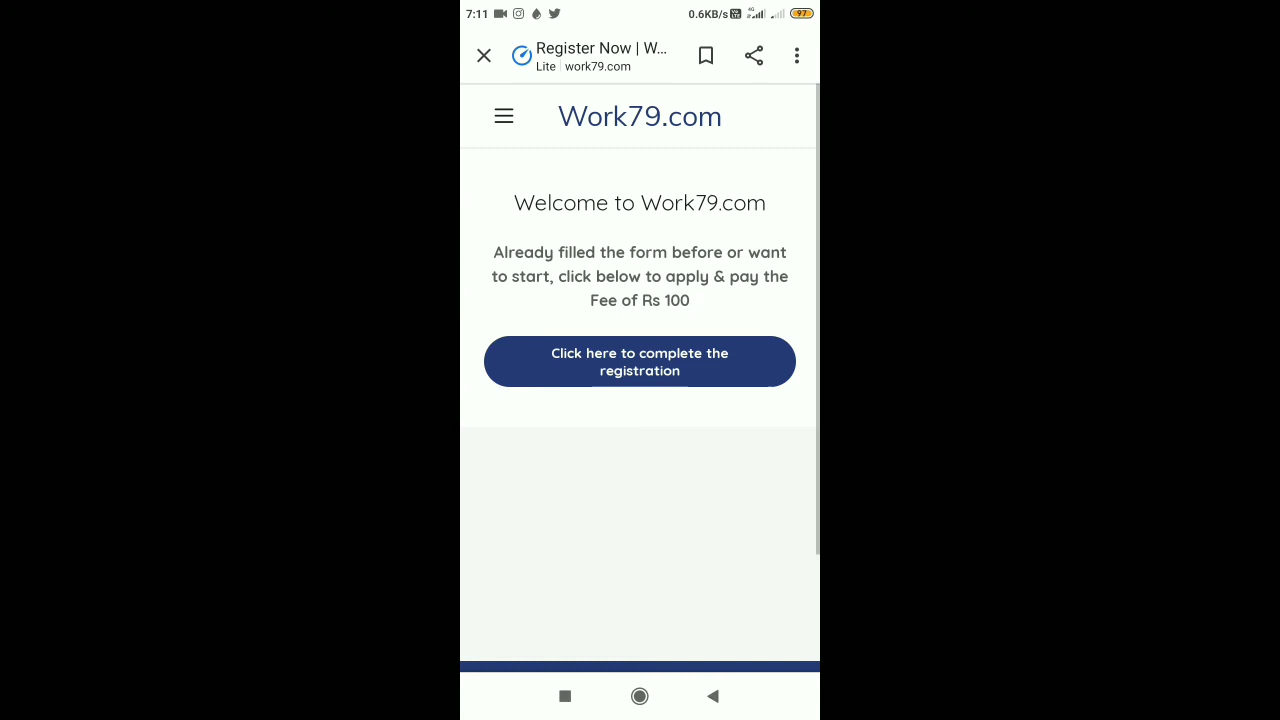 7:11
0.6KB/s 4G 97
Register Now | W...
Lite work79.com
Work79.com
Welcome to Work79.com
Already filled the form before or want
to start, click below to apply & pay the
Fee of Rs 100
Click here to complete the
registration